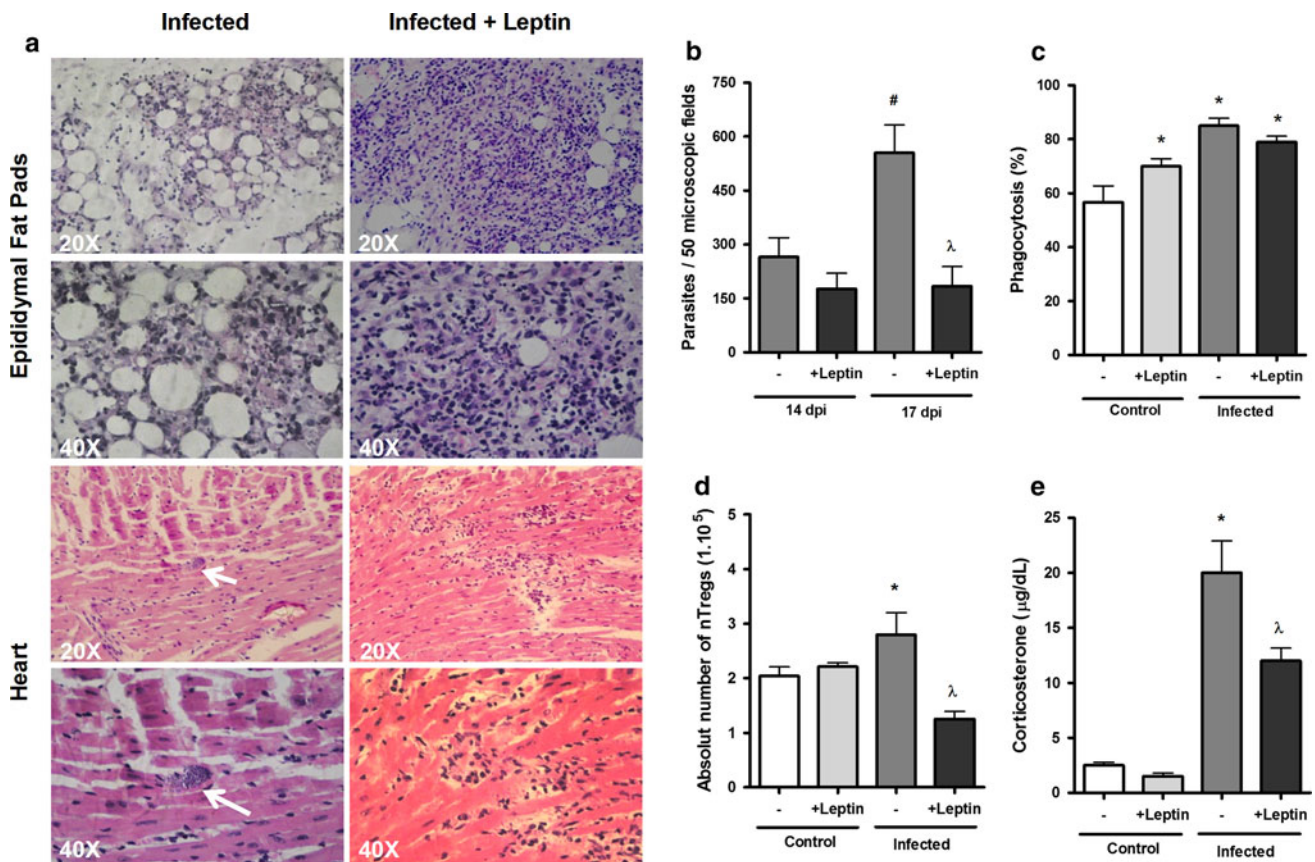 Infected
Infected + Leptin
a
Epididymal Fat Pads
20X
20X
40X
40X
Heart
20X
20X
40X
40X
b
Parasites / 50 microscopic fields
900
750
600
450
300
150
0
#
λ
-
+Leptin
-
+Leptin
14 dpi
17 dpi
c
Phagocytosis (%)
100
80
60
40
20
0
*
*
*
-
+Leptin
-
+Leptin
Control
Infected
d
Absolut number of nTregs (1.10⁻⁵)
5
4
3
2
1
0
*
λ
-
+Leptin
-
+Leptin
Control
Infected
e
Corticosterone (µg/dL)
25
20
15
10
5
0
*
λ
-
+Leptin
-
+Leptin
Control
Infected